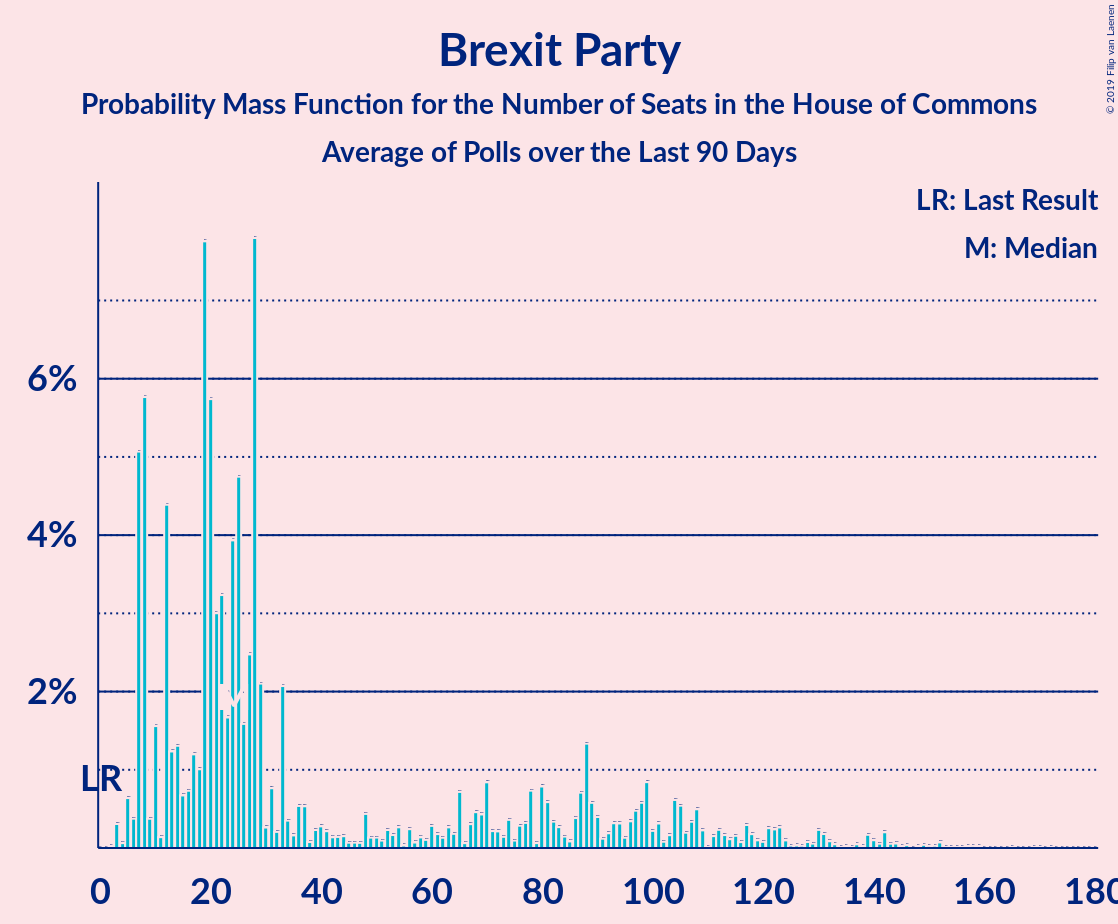 Brexit Party
Probability Mass Function for the Number of Seats in the House of Commons
Average of Polls over the Last 90 Days
© 2019 Filip van Laenen
LR: Last Result
M: Median
6%
4%
2%
M
LR
0 20 40 60 80 100 120 140 160 180